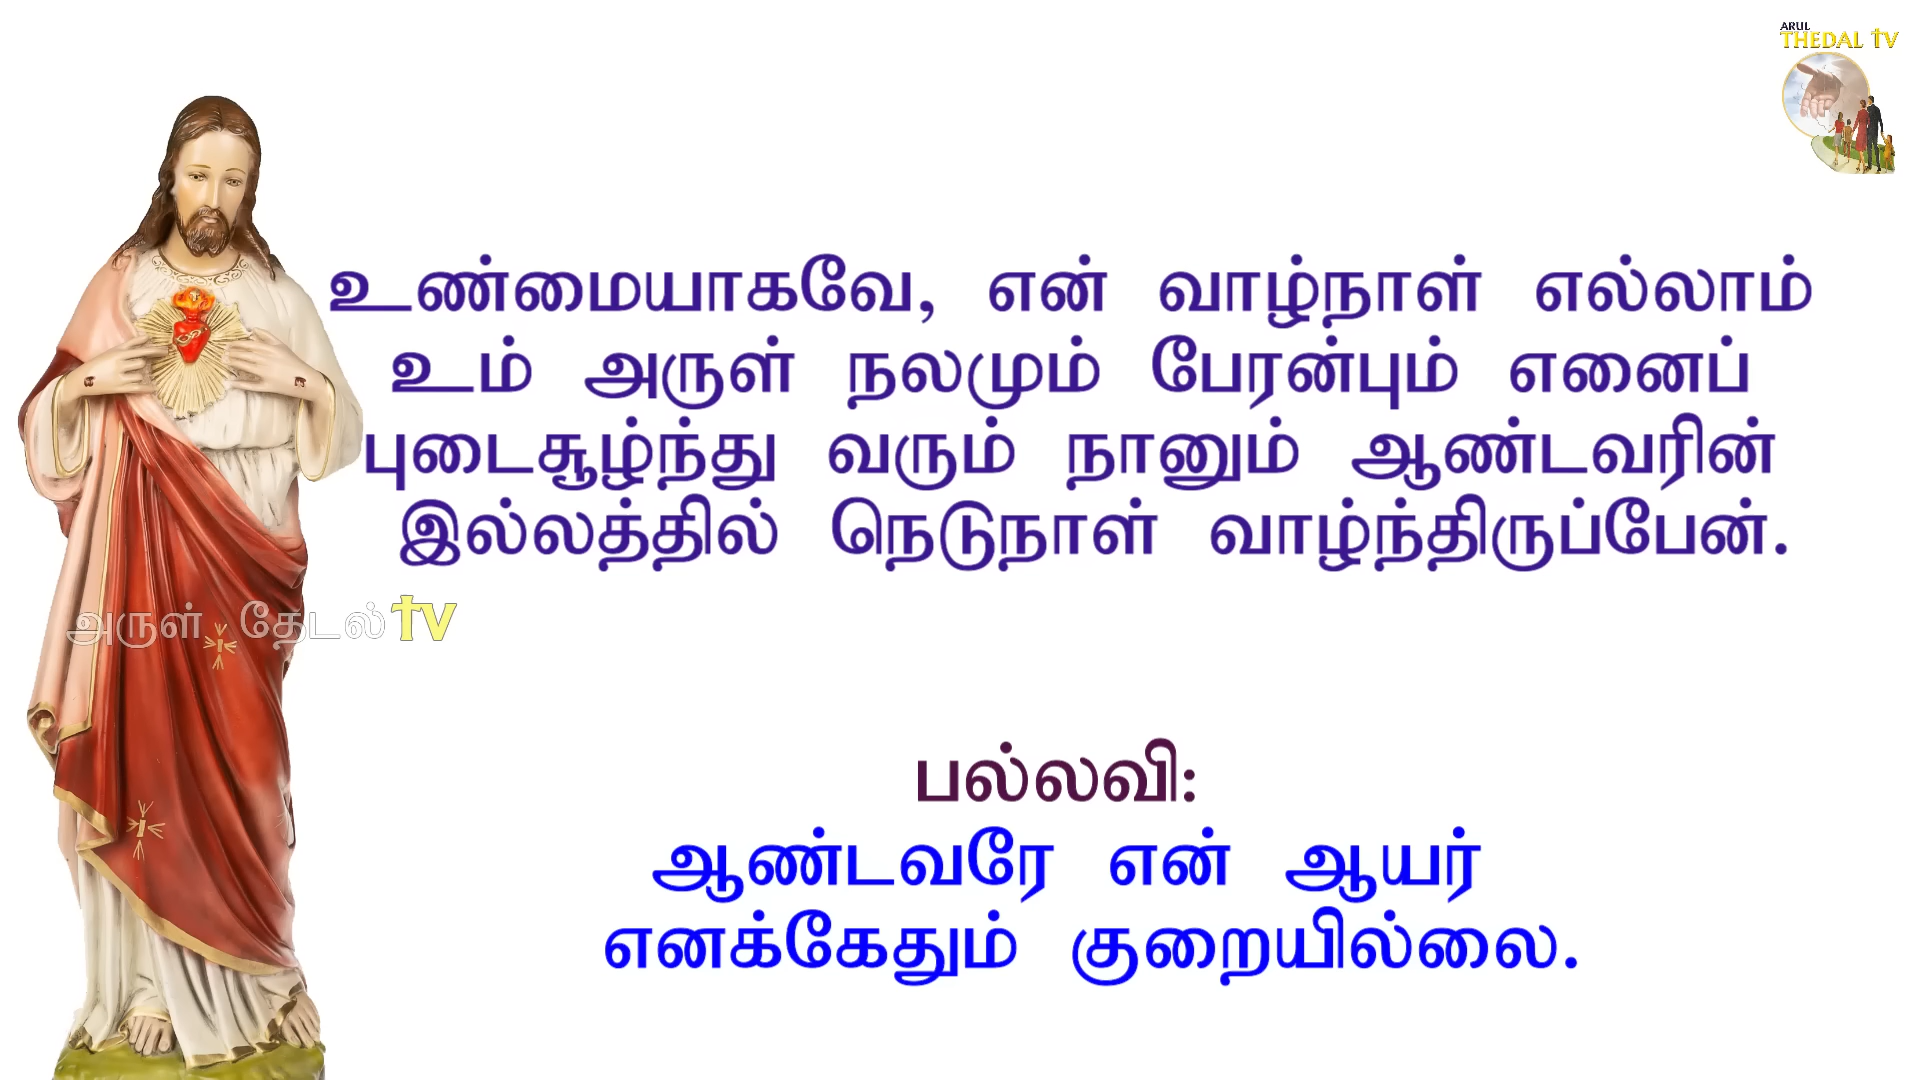 ARUL
THEDAL TV
உண்மையாகவே, என் வாழ்நாள் எல்லாம்
உம் அருள் நலமும் பேரன்பும் எனைப்
புடைசூழ்ந்து வரும் நானும் ஆண்டவரின்
இல்லத்தில் நெடுநாள் வாழ்ந்திருப்பேன்.
அருள் தேடல் TV
பல்லவி:
ஆண்டவரே என் ஆயர்
எனக்கேதும் குறையில்லை.